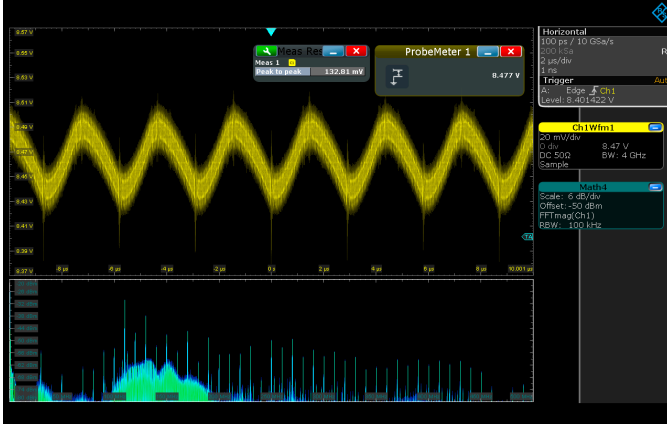 Horizontal
100 ps / 10 GSa/s
200 kSa
R
2 µs/div
1 ns
Trigger
Aut
A: Edge Ch1
Level: 8.401422 V
Meas Res
Meas 1
Peak to peak 132.81 mV
ProbeMeter 1
8.477 V
Ch1Wfm1
20 mV/div
0 div 8.47 V
DC 50Ω BW: 4 GHz
Sample
Math4
Scale: 6 dB/div
Offset: -50 dBm
FFTmag(Ch1)
RBW: 100 kHz
TA
8.57 V
8.55 V
8.53 V
8.51 V
8.49 V
8.47 V
8.45 V
8.43 V
8.41 V
8.39 V
8.37 V
-8 µs
-6 µs
-4 µs
-2 µs
0 s
2 µs
4 µs
6 µs
8 µs
10.001 µs